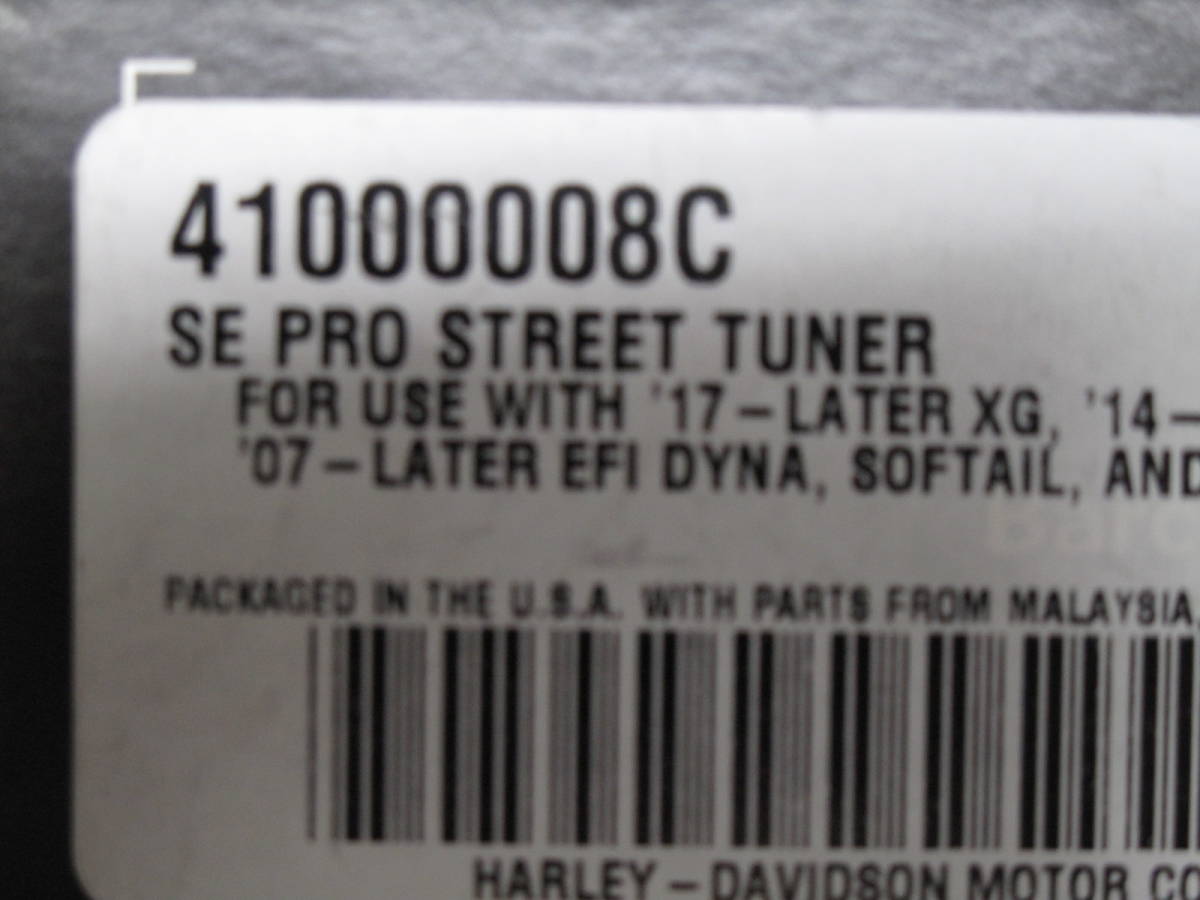 41000008C
SE PRO STREET TUNER
FOR USE WITH '17-LATER XG, '14-
'07-LATER EFI DYNA, SOFTAIL, AND
PACKAGED IN THE U.S.A. WITH PARTS FROM MALAYSIA,
HARLEY-DAVIDSON MOTOR CO